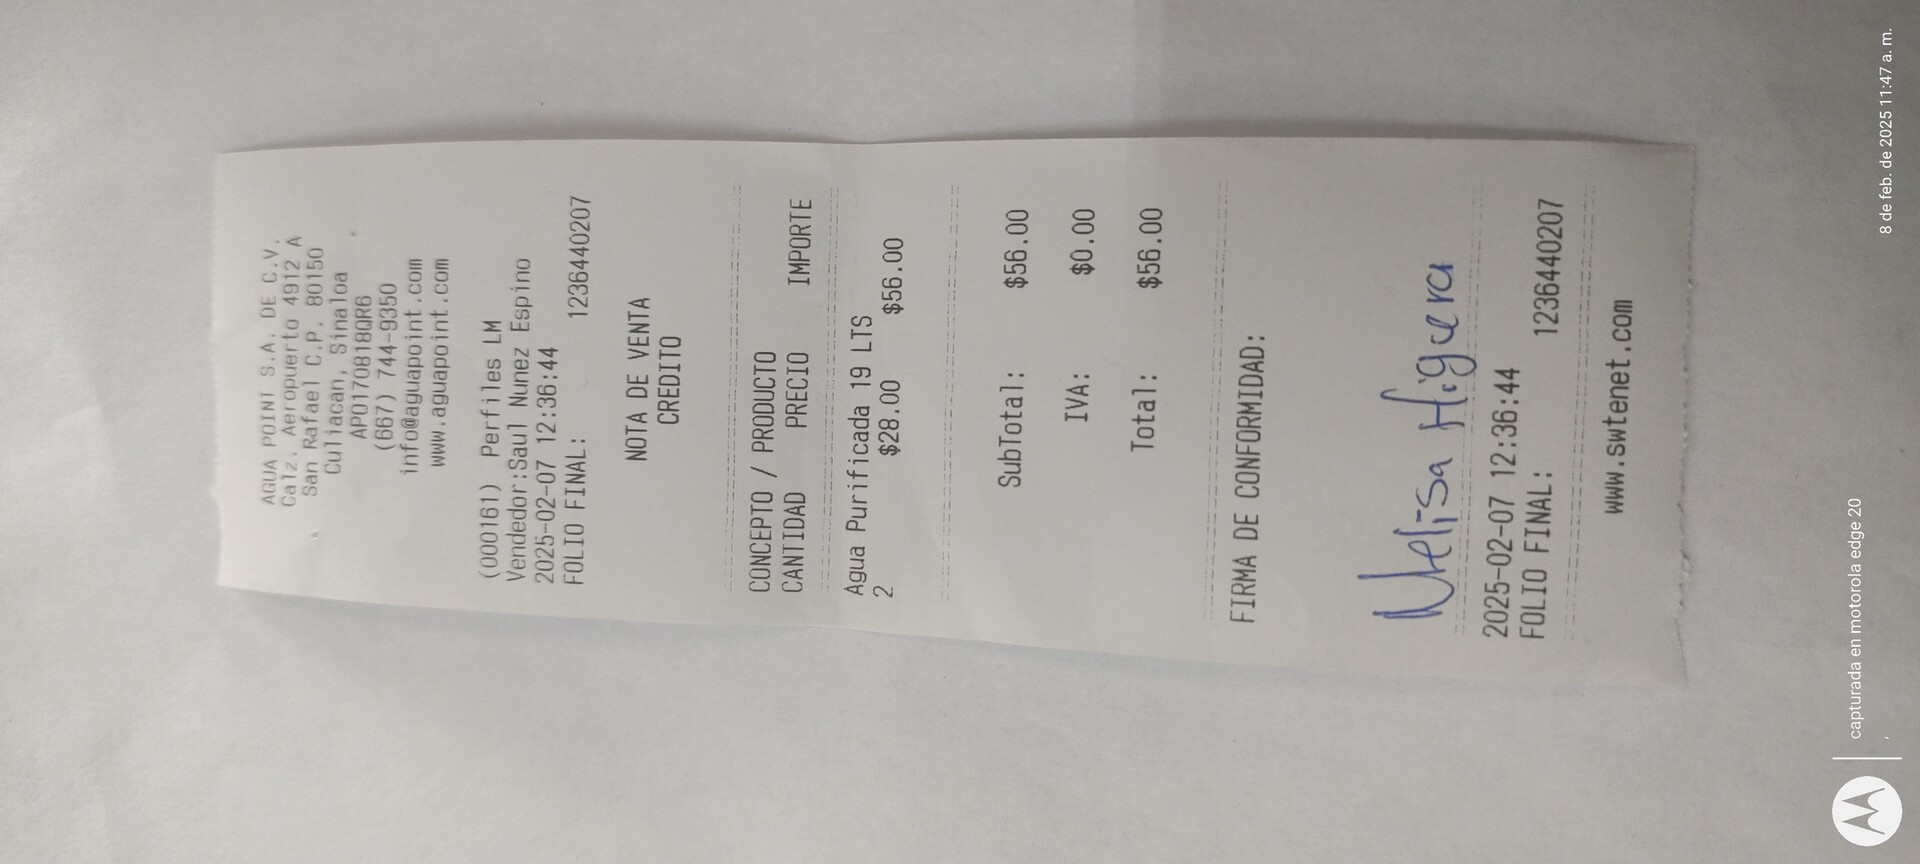 AGUA POINT S.A. DE C.V.
Calz. Aeropuerto 4912 A
San Rafael C.P. 80150
Culiacan, Sinaloa
APO170818QR6
(667) 744-9350
info@aguapoint.com
www.aguapoint.com
(000161) Perfiles LM
Vendedor:Saul Nunez Espino
2025-02-07 12:36:44
FOLIO FINAL: 1236440207
NOTA DE VENTA
CREDITO
CONCEPTO / PRODUCTO
CANTIDAD PRECIO IMPORTE
Agua Purificada 19 LTS
2 $28.00 $56.00
SubTotal: $56.00
IVA: $0.00
Total: $56.00
FIRMA DE CONFORMIDAD:
Melisa Higuera
2025-02-07 12:36:44
FOLIO FINAL: 1236440207
www.swtenet.com
capturada en motorola edge 20
8 de feb. de 2025 11:47 a. m.